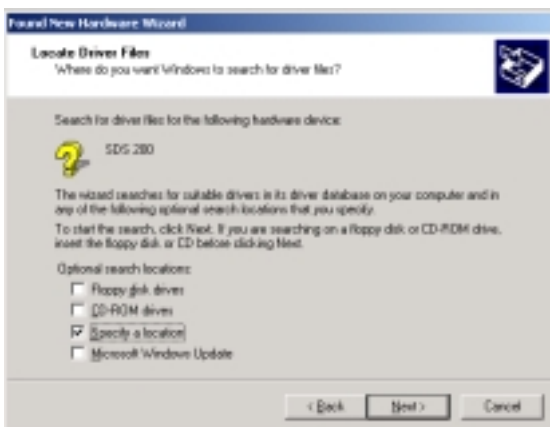 Found New Hardware Wizard
Locate Driver Files
Where do you want Windows to search for driver files?
Search for driver files for the following hardware device:
SDS 200
The wizard searches for suitable drivers in its driver database on your computer and in
any of the following optional search locations that you specify.
To start the search, click Next. If you are searching on a floppy disk or CD-ROM drive,
insert the floppy disk or CD before clicking Next.
Optional search locations:
Floppy disk drives
CD-ROM drives
Specify a location
Microsoft Windows Update
< Back Next > Cancel